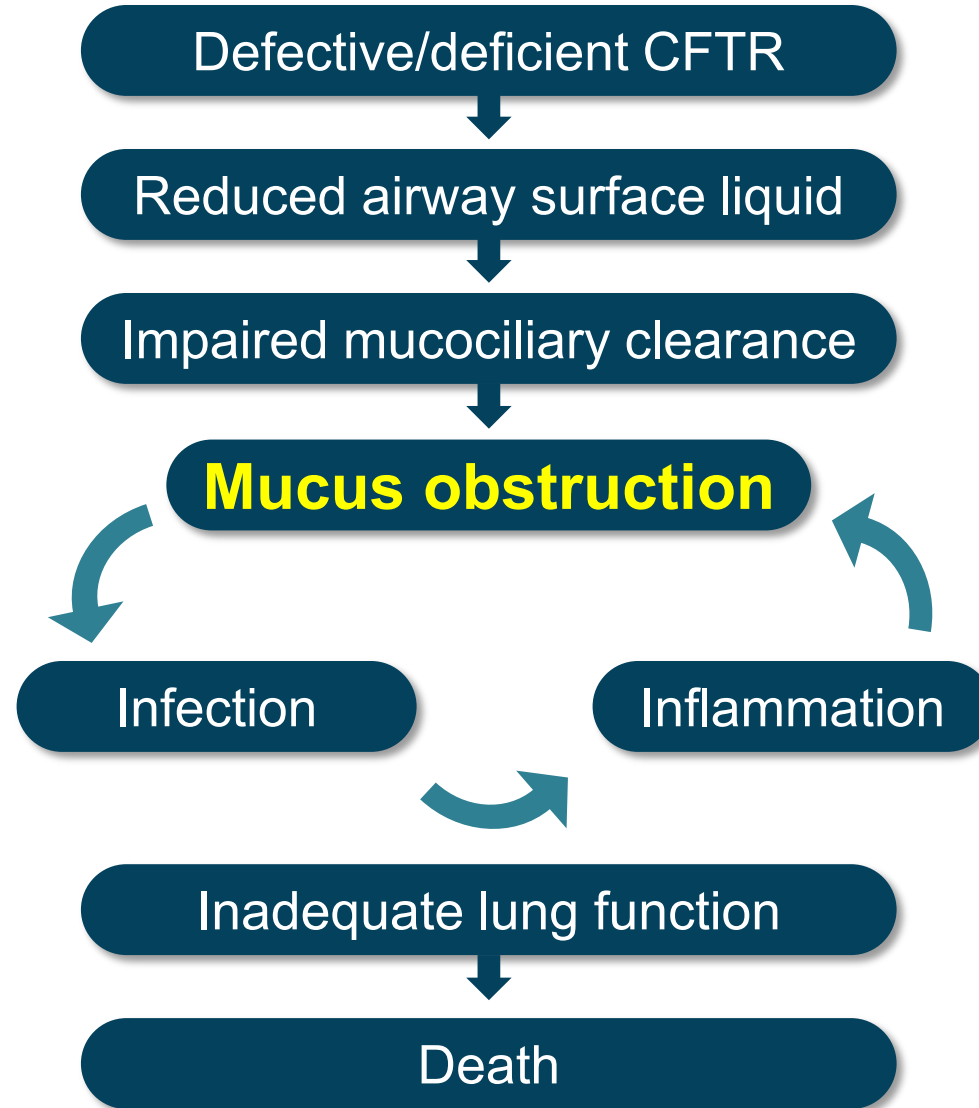 Defective/deficient CFTR
Reduced airway surface liquid
Impaired mucociliary clearance
Mucus obstruction
Infection
Inflammation
Inadequate lung function
Death